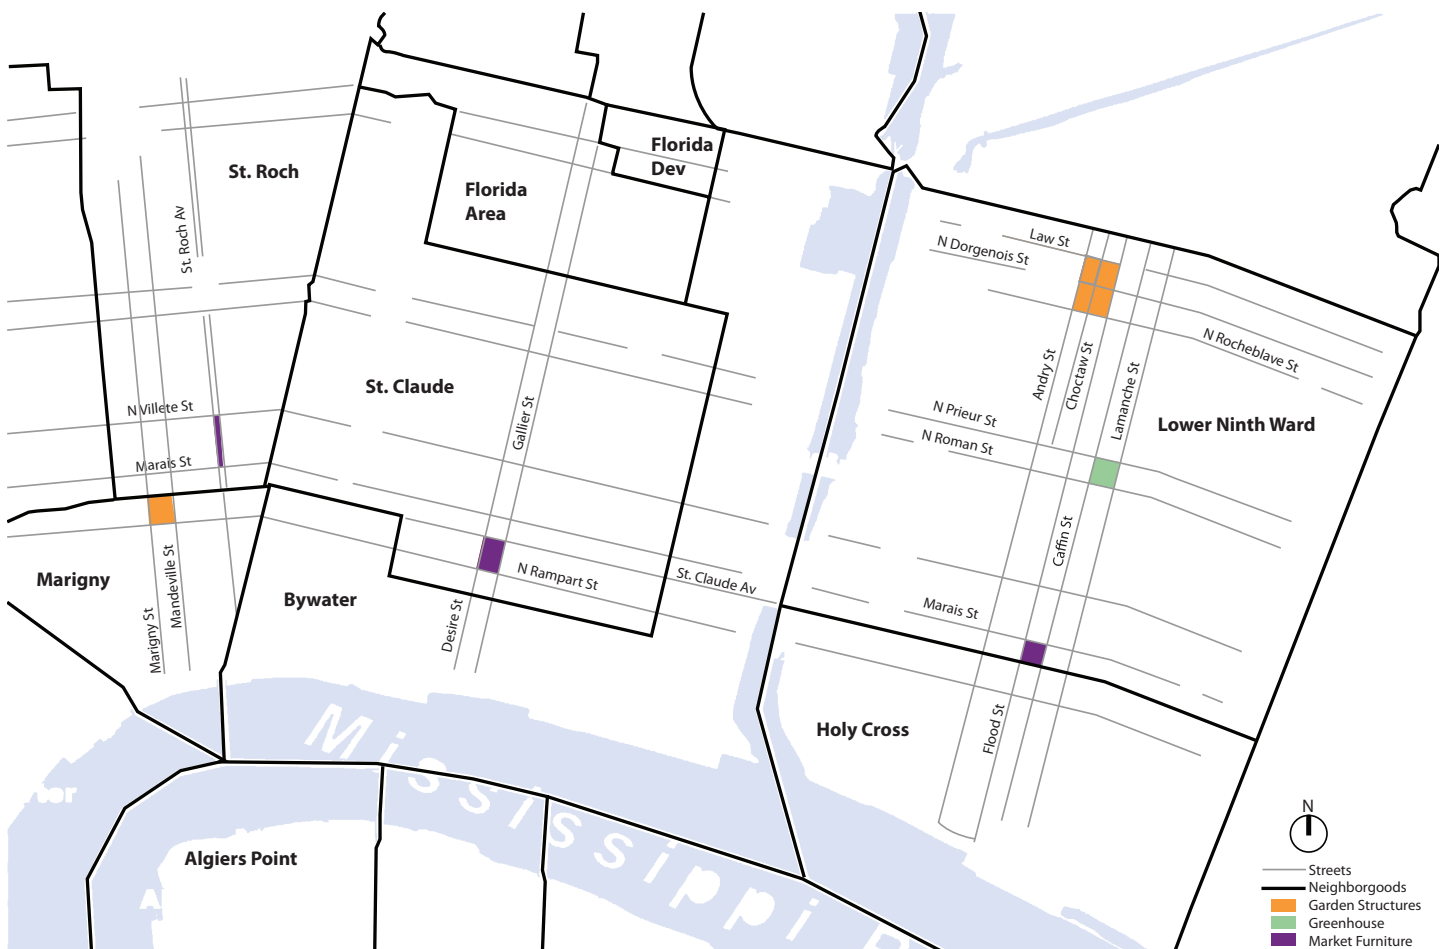 St. Roch
Florida
Dev
Florida
Area
St. Roch Av
Law St
N Dorgenois St
N Rocheblave St
Andry St
Choctaw St
Lamanche St
St. Claude
Gallier St
N Villete St
Marais St
N Prieur St
N Roman St
Lower Ninth Ward
Caffin St
Marigny
Marigny St
Mandeville St
Bywater
Desire St
N Rampart St
St. Claude Av
Marais St
Holy Cross
Flood St
Mississippi
Algiers Point
N
Streets
Neighborgoods
Garden Structures
Greenhouse
Market Furniture